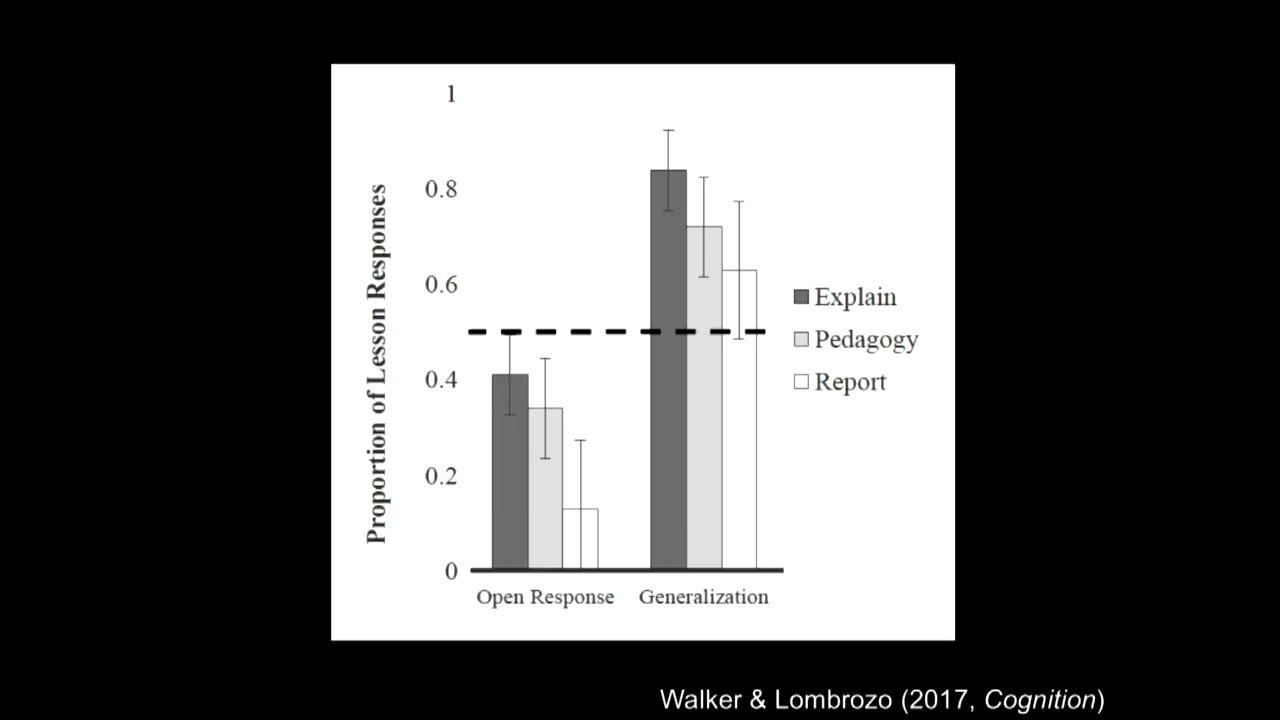 1
0.8
0.6
0.4
0.2
0
Proportion of Lesson Responses
Open Response
Generalization
Explain
Pedagogy
Report
Walker & Lombrozo (2017, Cognition)